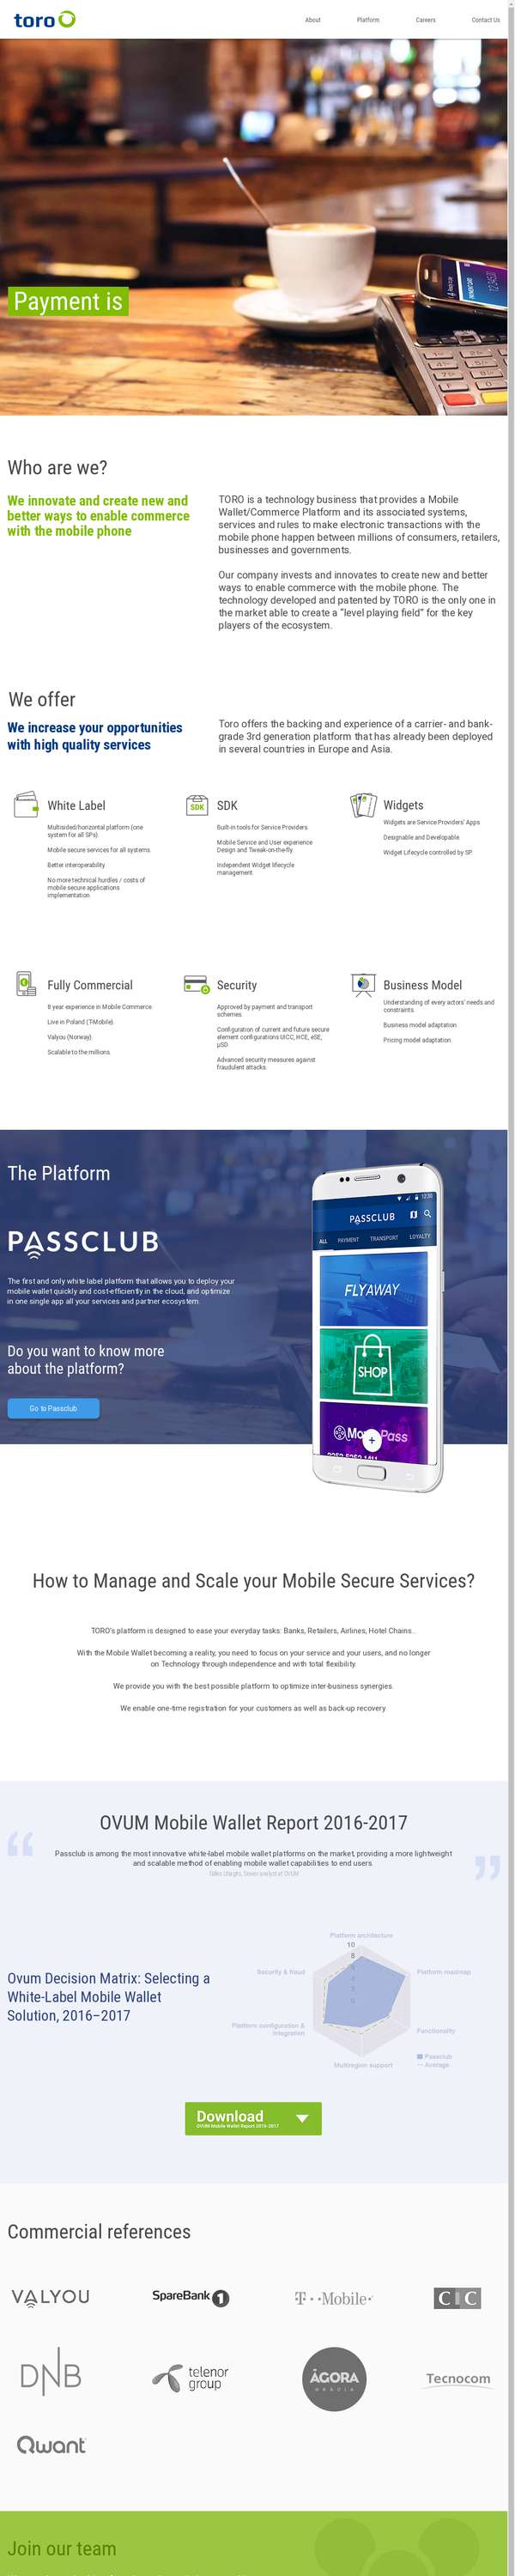 toro
About
Platform
Careers
Contact Us
Payment is
Who are we?
We innovate and create new and
better ways to enable commerce
with the mobile phone
TORO is a technology business that provides a Mobile
Wallet/Commerce Platform and its associated systems,
services and rules to make electronic transactions with the
mobile phone happen between millions of consumers, retailers,
businesses and governments.
Our company invests and innovates to create new and better
ways to enable commerce with the mobile phone. The
technology developed and patented by TORO is the only one in
the market able to create a "level playing field" for the key
players of the ecosystem.
We offer
We increase your opportunities
with high quality services
Toro offers the backing and experience of a carrier- and bank-
grade 3rd generation platform that has already been deployed
in several countries in Europe and Asia.
White Label
Multisided/horizontal platform (one
system for all SPs).
Mobile secure services for all systems.
Better interoperability.
No more technical hurdles / costs of
mobile secure applications
implementation.
SDK
SDK
Built-in tools for Service Providers.
Mobile Service and User experience
Design and Tweak-on-the-fly.
Independent Widget lifecycle
management.
Widgets
Widgets are Service Providers' Apps.
Designable and Developable.
Widget Lifecycle controlled by SP.
Fully Commercial
8 year experience in Mobile Commerce.
Live in Poland (T-Mobile).
Valyou (Norway).
Scalable to the millions.
Security
Approved by payment and transport
schemes.
Configuration of current and future secure
element configurations UICC, HCE, eSE,
µSD.
Advanced security measures against
fraudulent attacks.
Business Model
Understanding of every actors' needs and
constraints.
Business model adaptation.
Pricing model adaptation.
The Platform
PASSCLUB
The first and only white label platform that allows you to deploy your
mobile wallet quickly and cost-efficiently in the cloud, and optimize
in one single app all your services and partner ecosystem.
Do you want to know more
about the platform?
Go to Passclub
12:30
PASSCLUB
ALL PAYMENT TRANSPORT LOYALTY
FLYAWAY
SHOP
Pass
How to Manage and Scale your Mobile Secure Services?
TORO's platform is designed to ease your everyday tasks: Banks, Retailers, Airlines, Hotel Chains...
With the Mobile Wallet becoming a reality, you need to focus on your service and your users, and no longer
on Technology through independence and with total flexibility.
We provide you with the best possible platform to optimize inter-business synergies.
We enable one-time registration for your customers as well as back-up recovery.
OVUM Mobile Wallet Report 2016-2017
Passclub is among the most innovative white-label mobile wallet platforms on the market, providing a more lightweight
and scalable method of enabling mobile wallet capabilities to end users.
Ovum Decision Matrix: Selecting a
White-Label Mobile Wallet
Solution, 2016–2017
Platform architecture
10
8
Security & fraud
Platform roadmap
Platform configuration &
integration
Functionality
Multiregion support
Passclub
Average
Download
OVUM Mobile Wallet Report 2016-2017
Commercial references
VALYOU
SpareBank 1
T··Mobile·
CIC
DNB
telenor
group
ÀGORA
Tecnocom
Qwant
Join our team